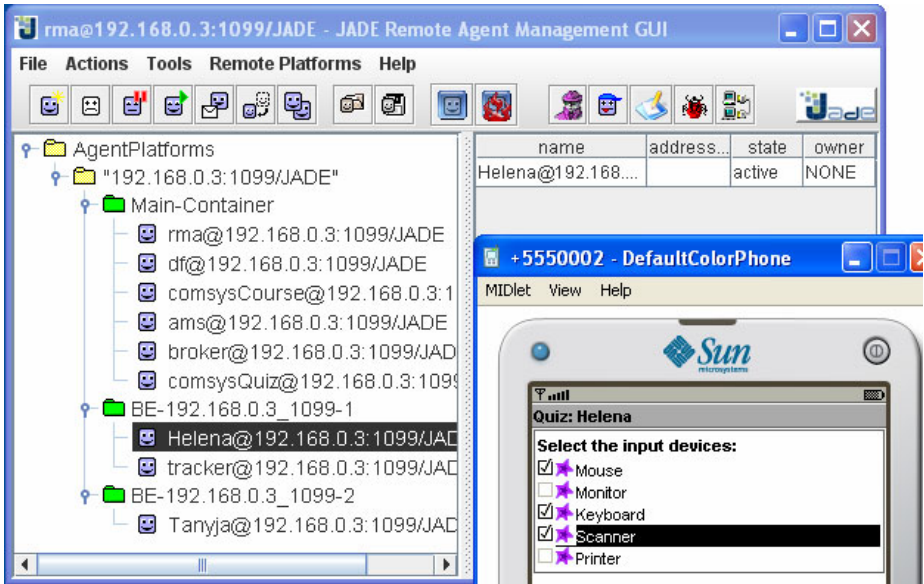 rma@192.168.0.3:1099/JADE - JADE Remote Agent Management GUI
File Actions Tools Remote Platforms Help
Jade
AgentPlatforms
"192.168.0.3:1099/JADE"
Main-Container
rma@192.168.0.3:1099/JADE
df@192.168.0.3:1099/JADE
comsysCourse@192.168.0.3:1
ams@192.168.0.3:1099/JADE
broker@192.168.0.3:1099/JAD
comsysQuiz@192.168.0.3:1099
BE-192.168.0.3_1099-1
Helena@192.168.0.3:1099/JAD
tracker@192.168.0.3:1099/JAD
BE-192.168.0.3_1099-2
Tanyja@192.168.0.3:1099/JAD
name address... state owner
Helena@192.168.... active NONE
+5550002 - DefaultColorPhone
MIDlet View Help
Sun
microsystems
Quiz: Helena
Select the input devices:
Mouse
Monitor
Keyboard
Scanner
Printer